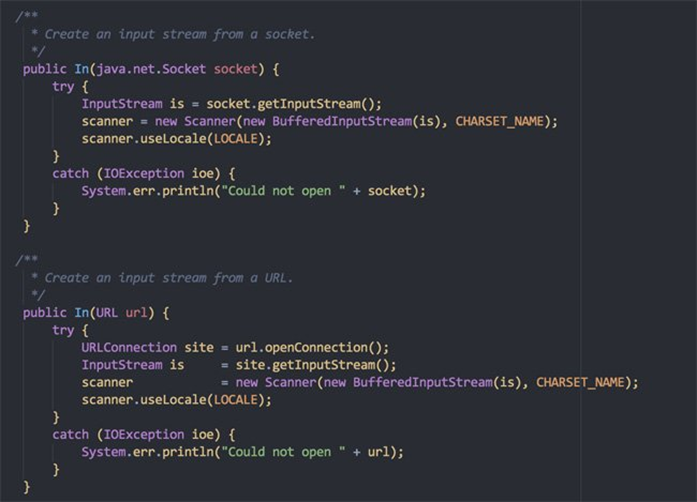 /**
 * Create an input stream from a socket.
 */
public In(java.net.Socket socket) {
    try {
        InputStream is = socket.getInputStream();
        scanner = new Scanner(new BufferedInputStream(is), CHARSET_NAME);
        scanner.useLocale(LOCALE);
    }
    catch (IOException ioe) {
        System.err.println("Could not open " + socket);
    }
}
/**
 * Create an input stream from a URL.
 */
public In(URL url) {
    try {
        URLConnection site = url.openConnection();
        InputStream is     = site.getInputStream();
        scanner            = new Scanner(new BufferedInputStream(is), CHARSET_NAME);
        scanner.useLocale(LOCALE);
    }
    catch (IOException ioe) {
        System.err.println("Could not open " + url);
    }
}